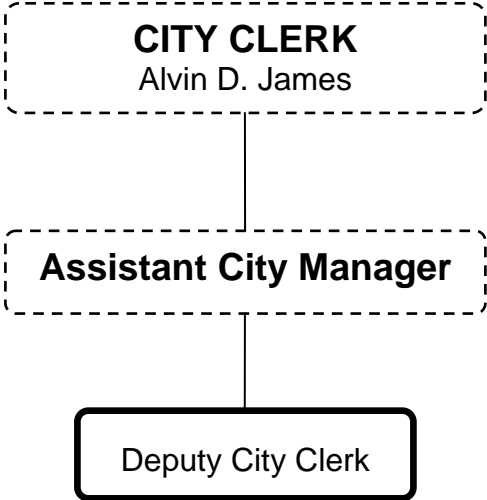 CITY CLERK
Alvin D. James
Assistant City Manager
Deputy City Clerk